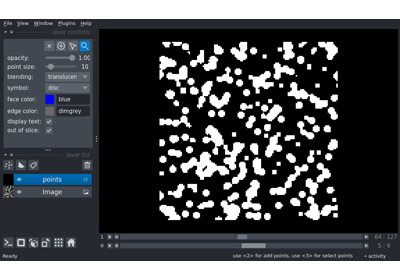 File View Window Plugins Help
layer controls
opacity: 1.00
point size: 10
blending: translucen
symbol: disc
face color: blue
edge color: dimgrey
display text:
out of slice:
layer list
points
Image
1 64 127
0 5 9
Ready use <2> for add points, use <3> for select points activity